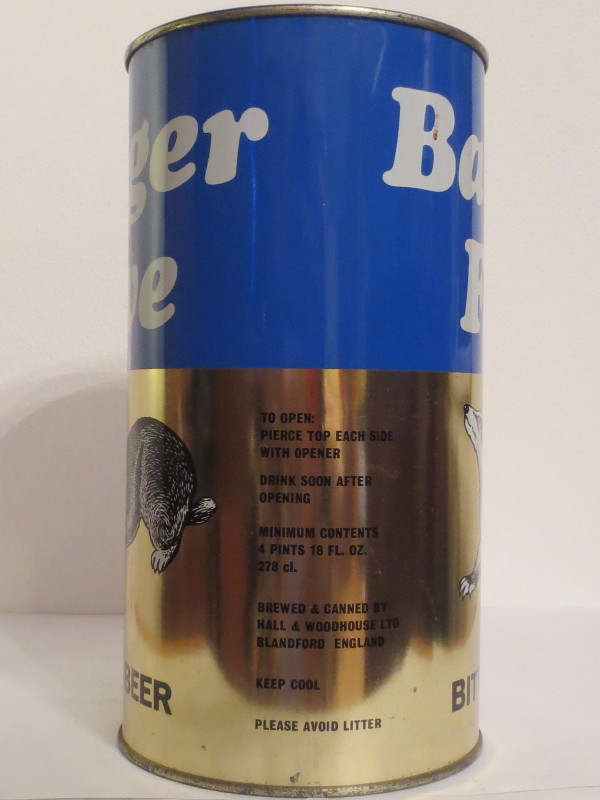 ger Ba
ve F
TO OPEN:
PIERCE TOP EACH SIDE
WITH OPENER
DRINK SOON AFTER
OPENING
MINIMUM CONTENTS
4 PINTS 18 FL. OZ.
278 cl.
BREWED & CANNED BY
HALL & WOODHOUSE LTD
BLANDFORD ENGLAND
BEER BIT
KEEP COOL
PLEASE AVOID LITTER